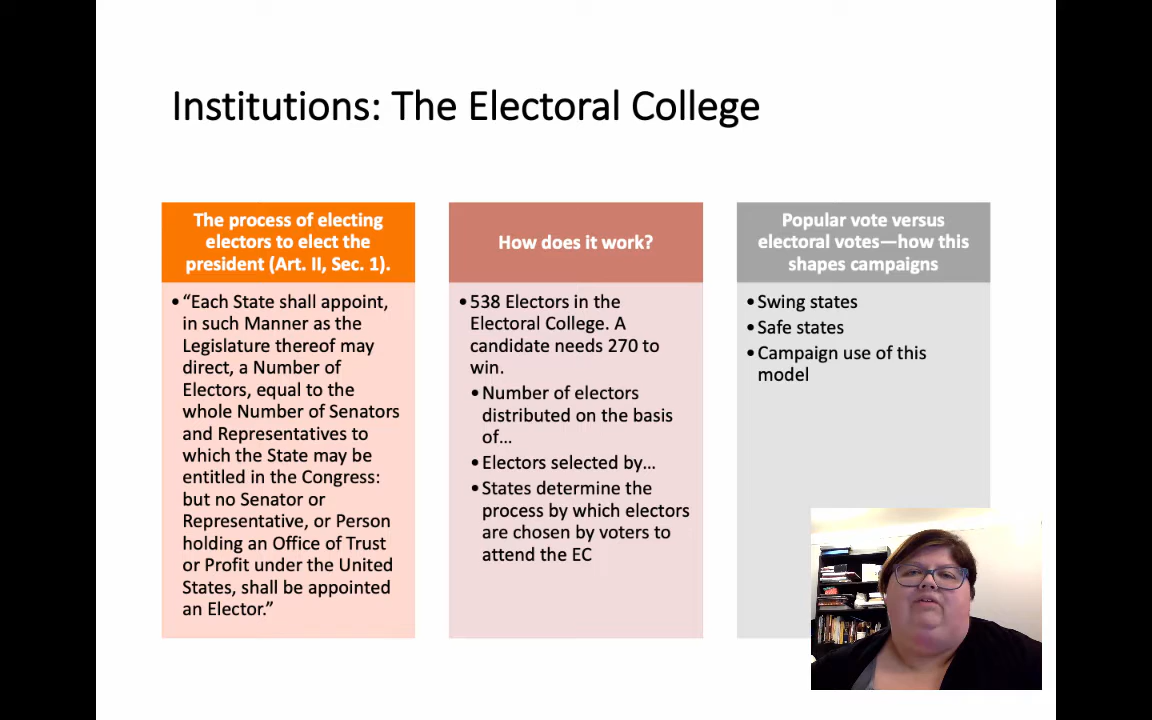 Institutions: The Electoral College
The process of electing
electors to elect the
president (Art. II, Sec. 1).
•“Each State shall appoint,
in such Manner as the
Legislature thereof may
direct, a Number of
Electors, equal to the
whole Number of Senators
and Representatives to
which the State may be
entitled in the Congress:
but no Senator or
Representative, or Person
holding an Office of Trust
or Profit under the United
States, shall be appointed
an Elector.”
How does it work?
•538 Electors in the
Electoral College. A
candidate needs 270 to
win.
•Number of electors
distributed on the basis
of…
•Electors selected by…
•States determine the
process by which electors
are chosen by voters to
attend the EC
Popular vote versus
electoral votes—how this
shapes campaigns
•Swing states
•Safe states
•Campaign use of this
model